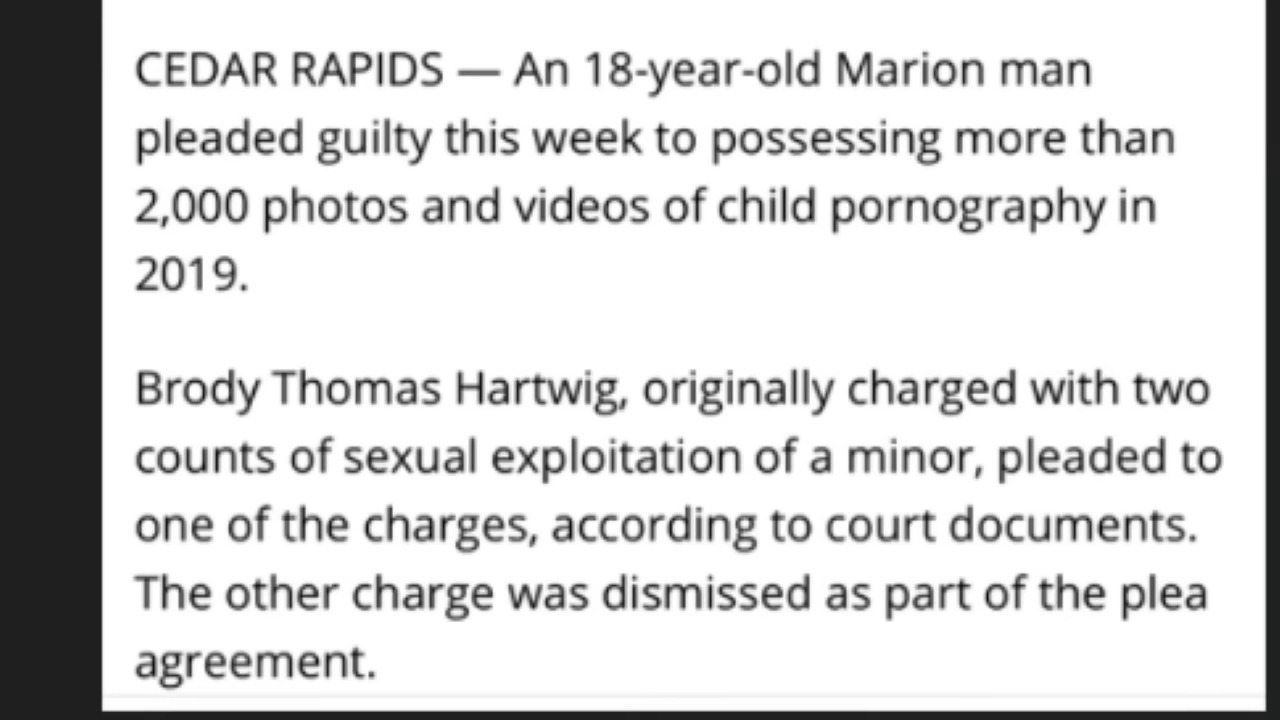 CEDAR RAPIDS — An 18-year-old Marion man
pleaded guilty this week to possessing more than
2,000 photos and videos of child pornography in
2019.
Brody Thomas Hartwig, originally charged with two
counts of sexual exploitation of a minor, pleaded to
one of the charges, according to court documents.
The other charge was dismissed as part of the plea
agreement.